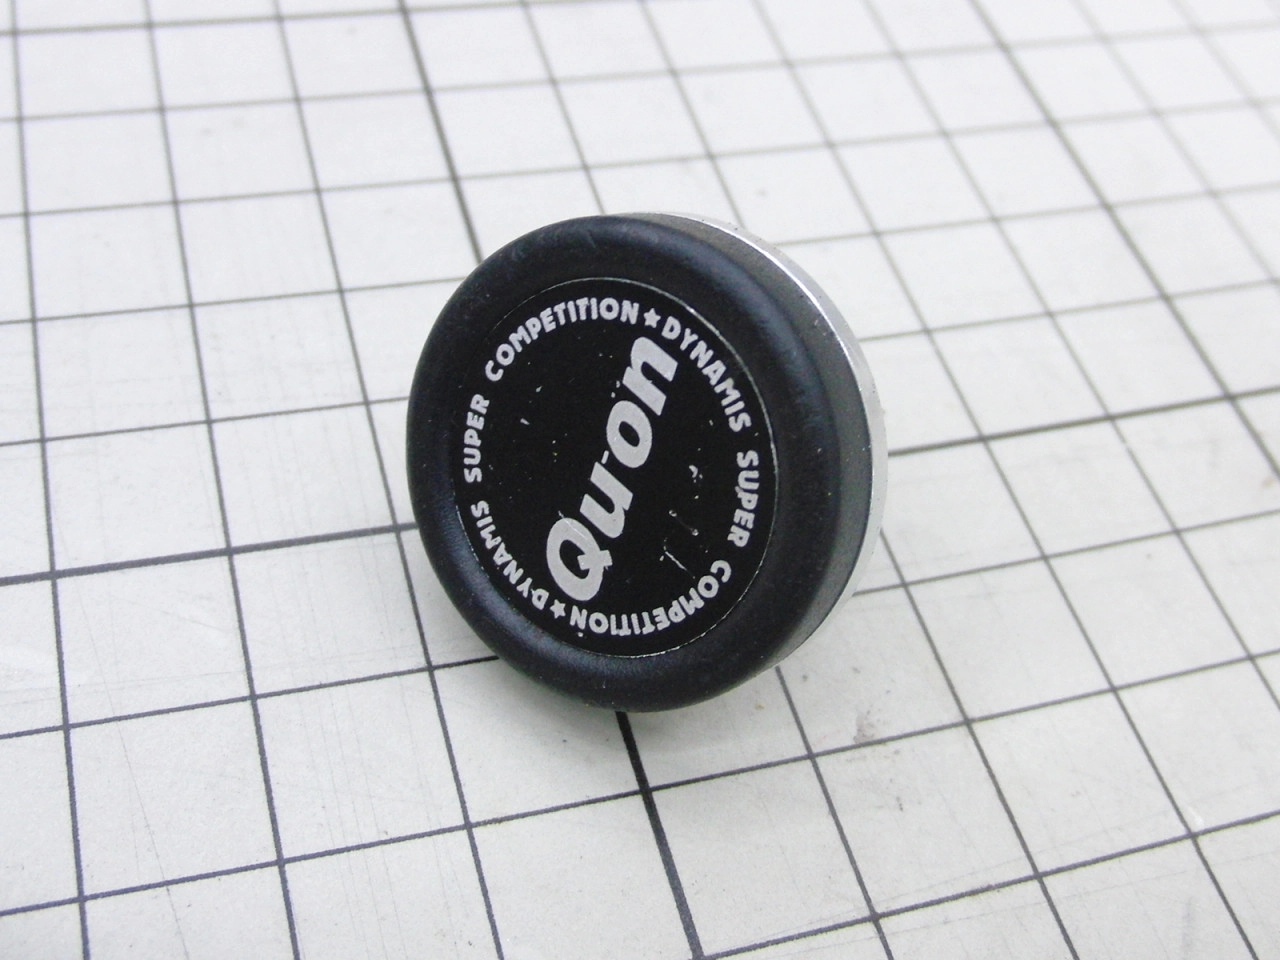 Qu-on
DYNAMIS SUPER COMPETITION★DYNAMIS SUPER COMPETITION★